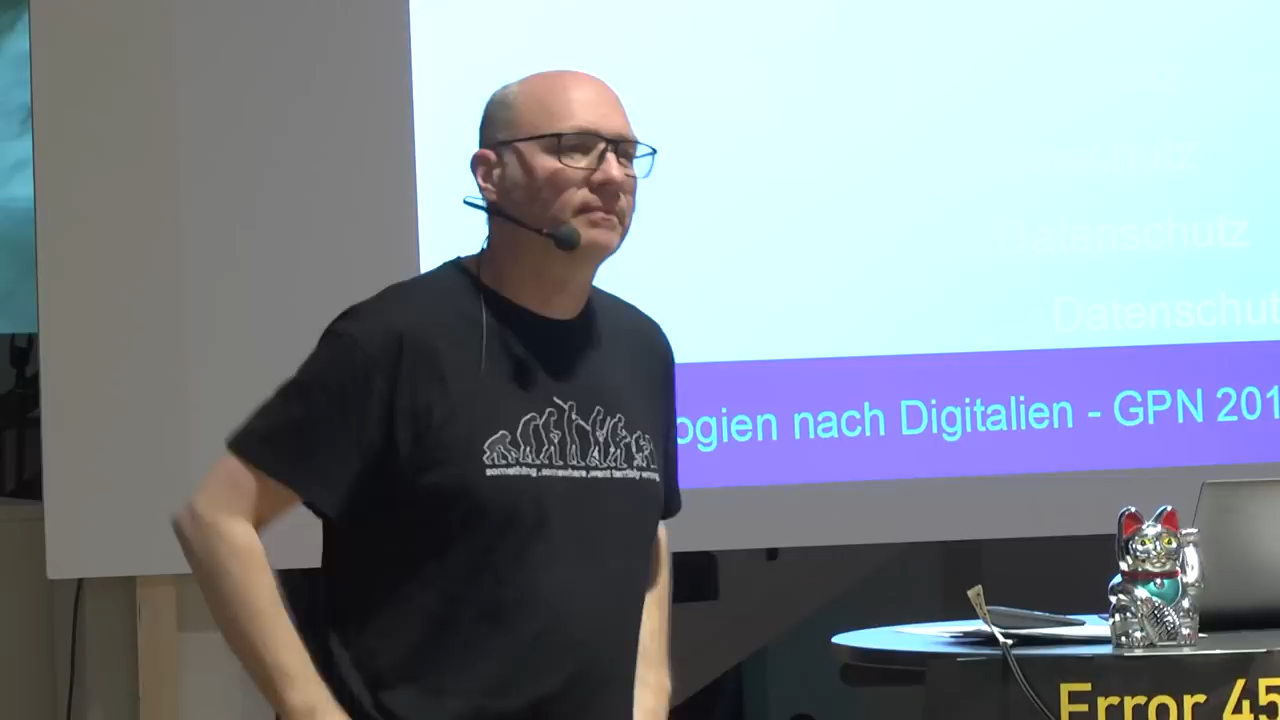 Datenschutz
Datenschut
ogien nach Digitalien - GPN 201
something, somewhere, went terribly wrong
Error 45